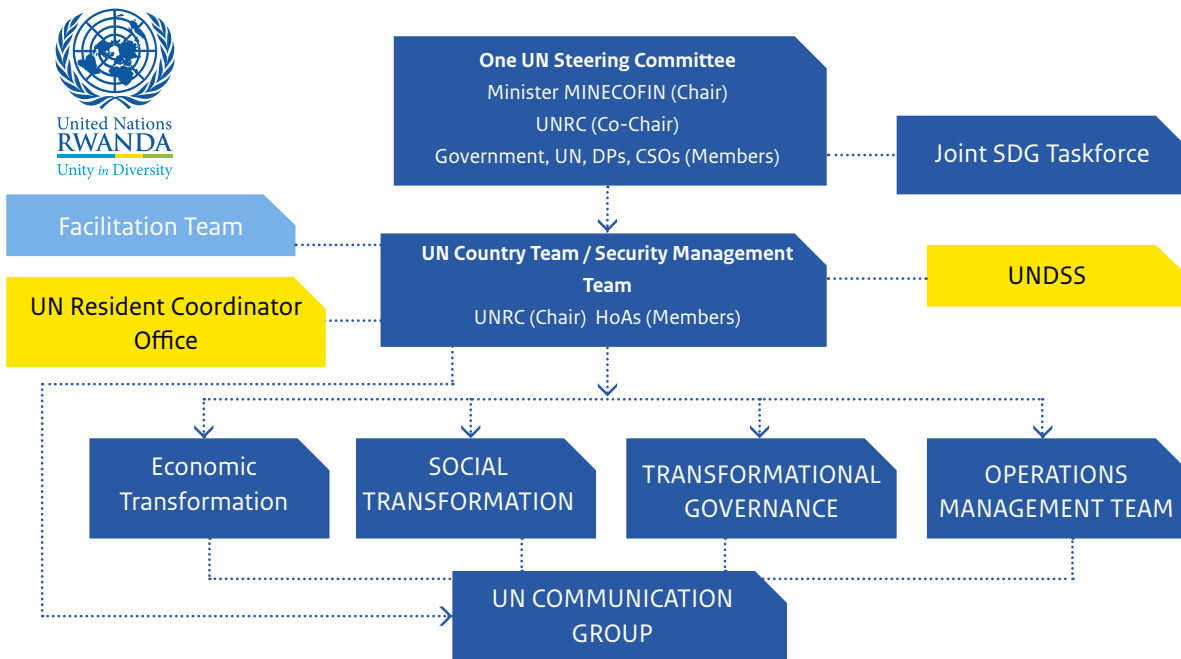 United Nations
RWANDA
Unity in Diversity
One UN Steering Committee
Minister MINECOFIN (Chair)
UNRC (Co-Chair)
Government, UN, DPs, CSOs (Members)
Joint SDG Taskforce
Facilitation Team
UN Country Team / Security Management
Team
UNRC (Chair) HoAs (Members)
UNDSS
UN Resident Coordinator
Office
Economic
Transformation
SOCIAL
TRANSFORMATION
TRANSFORMATIONAL
GOVERNANCE
OPERATIONS
MANAGEMENT TEAM
UN COMMUNICATION
GROUP